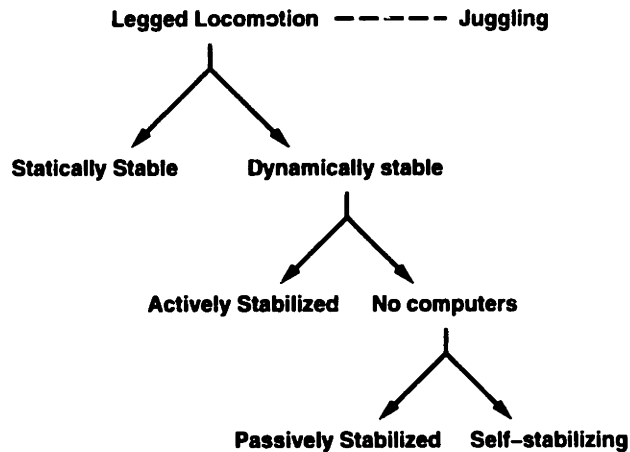 Legged Locomotion ----- Juggling
Statically Stable Dynamically stable
Actively Stabilized No computers
Passively Stabilized Self-stabilizing